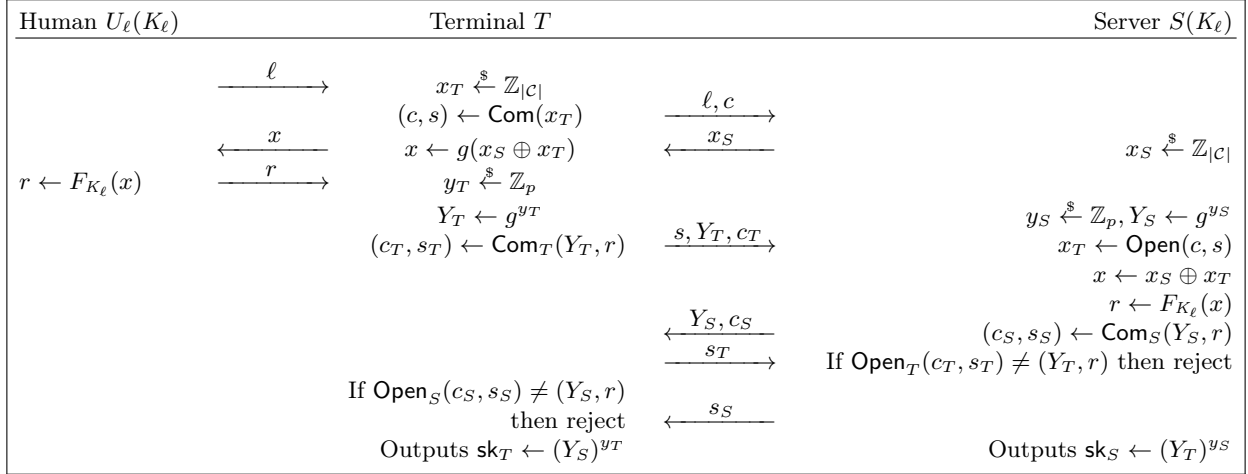 Human U_ℓ(K_ℓ) Terminal T Server S(K_ℓ)
ℓ x_T ←$ ℤ_|𝒞|
(c, s) ← Com(x_T) ℓ, c
x x ← g(x_S ⊕ x_T) x_S x_S ←$ ℤ_|𝒞|
r ← F_{K_ℓ}(x) r y_T ←$ ℤ_p
Y_T ← g^{y_T} y_S ←$ ℤ_p, Y_S ← g^{y_S}
(c_T, s_T) ← Com_T(Y_T, r) s, Y_T, c_T x_T ← Open(c, s)
x ← x_S ⊕ x_T
r ← F_{K_ℓ}(x)
Y_S, c_S (c_S, s_S) ← Com_S(Y_S, r)
s_T If Open_T(c_T, s_T) ≠ (Y_T, r) then reject
If Open_S(c_S, s_S) ≠ (Y_S, r)
then reject s_S
Outputs sk_T ← (Y_S)^{y_T} Outputs sk_S ← (Y_T)^{y_S}